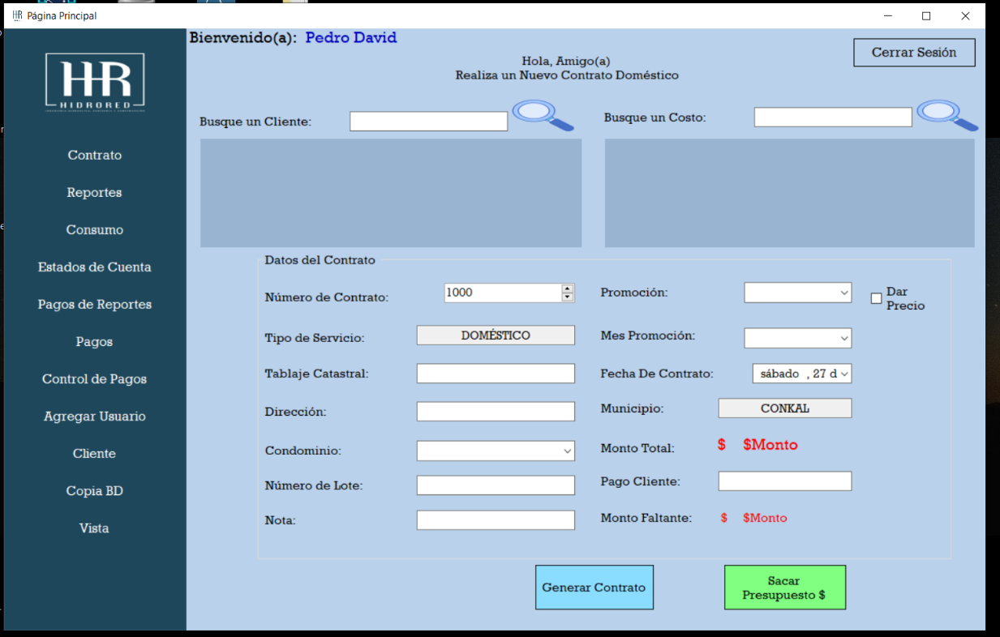 HR Página Principal
Bienvenido(a): Pedro David
Cerrar Sesión
Hola, Amigo(a)
Realiza un Nuevo Contrato Doméstico
HR
HIDRORED
Contrato
Reportes
Consumo
Estados de Cuenta
Pagos de Reportes
Pagos
Control de Pagos
Agregar Usuario
Cliente
Copia BD
Vista
Busque un Cliente:
Busque un Costo:
Datos del Contrato
Número de Contrato: 1000
Tipo de Servicio: DOMÉSTICO
Tablaje Catastral:
Dirección:
Condominio:
Número de Lote:
Nota:
Promoción:
Dar
Precio
Mes Promoción:
Fecha De Contrato: sábado , 27 d
Municipio: CONKAL
Monto Total: $ $Monto
Pago Cliente:
Monto Faltante: $ $Monto
Generar Contrato
Sacar
Presupuesto $